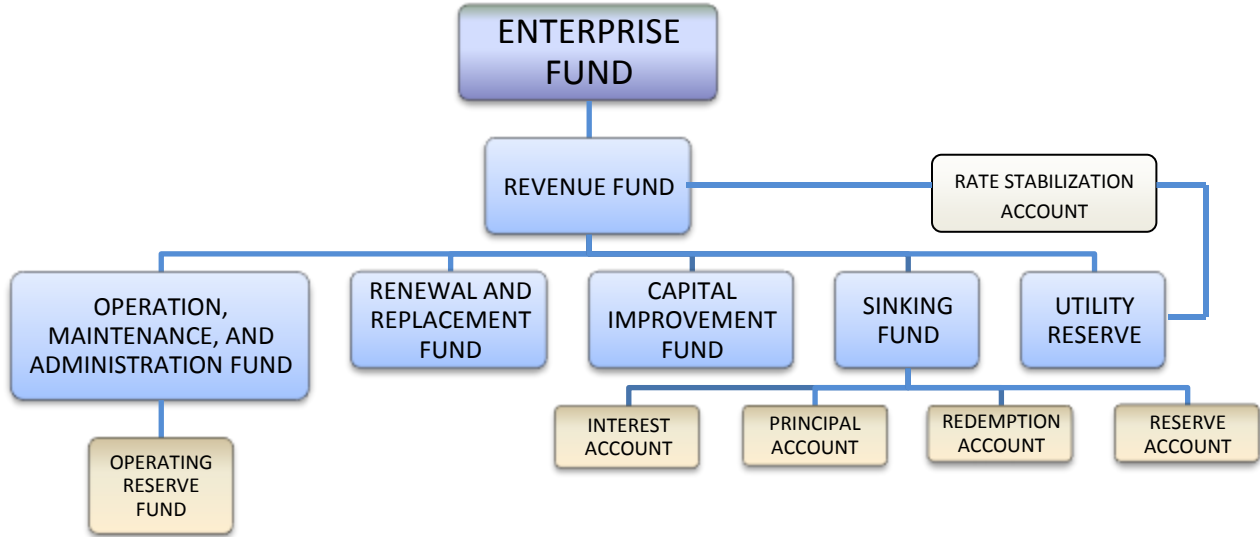 ENTERPRISE
FUND
REVENUE FUND
RATE STABILIZATION
ACCOUNT
OPERATION,
MAINTENANCE, AND
ADMINISTRATION FUND
RENEWAL AND
REPLACEMENT
FUND
CAPITAL
IMPROVEMENT
FUND
SINKING
FUND
UTILITY
RESERVE
OPERATING
RESERVE
FUND
INTEREST
ACCOUNT
PRINCIPAL
ACCOUNT
REDEMPTION
ACCOUNT
RESERVE
ACCOUNT